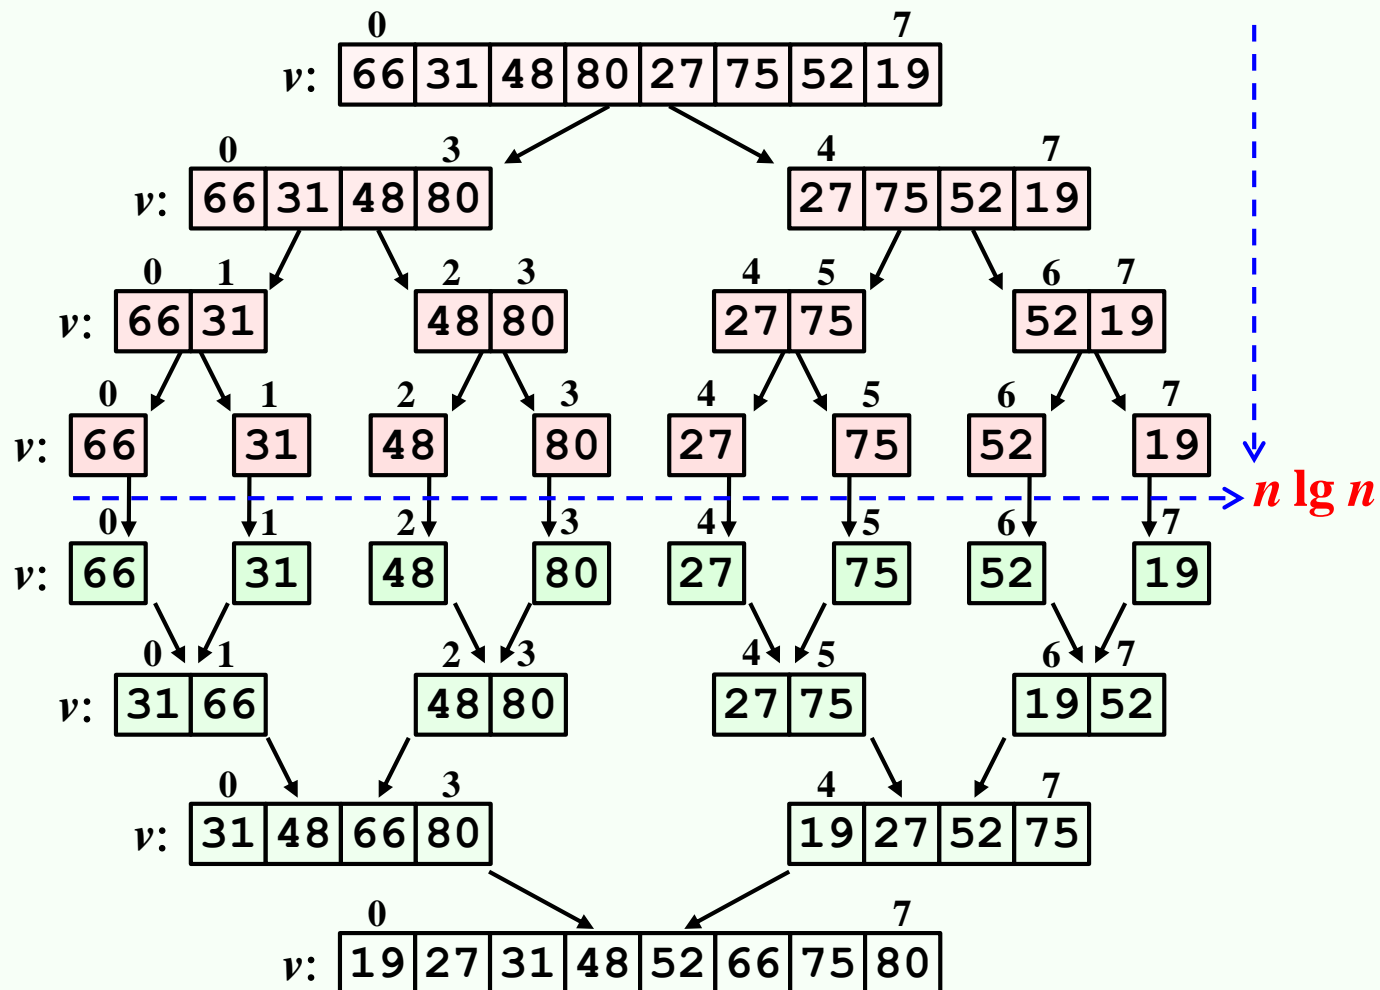 0 7
v: 66 31 48 80 27 75 52 19
0 3 4 7
v: 66 31 48 80 27 75 52 19
0 1 2 3 4 5 6 7
v: 66 31 48 80 27 75 52 19
0 1 2 3 4 5 6 7
v: 66 31 48 80 27 75 52 19
n lg n
0 1 2 3 4 5 6 7
v: 66 31 48 80 27 75 52 19
0 1 2 3 4 5 6 7
v: 31 66 48 80 27 75 19 52
0 3 4 7
v: 31 48 66 80 19 27 52 75
0 7
v: 19 27 31 48 52 66 75 80